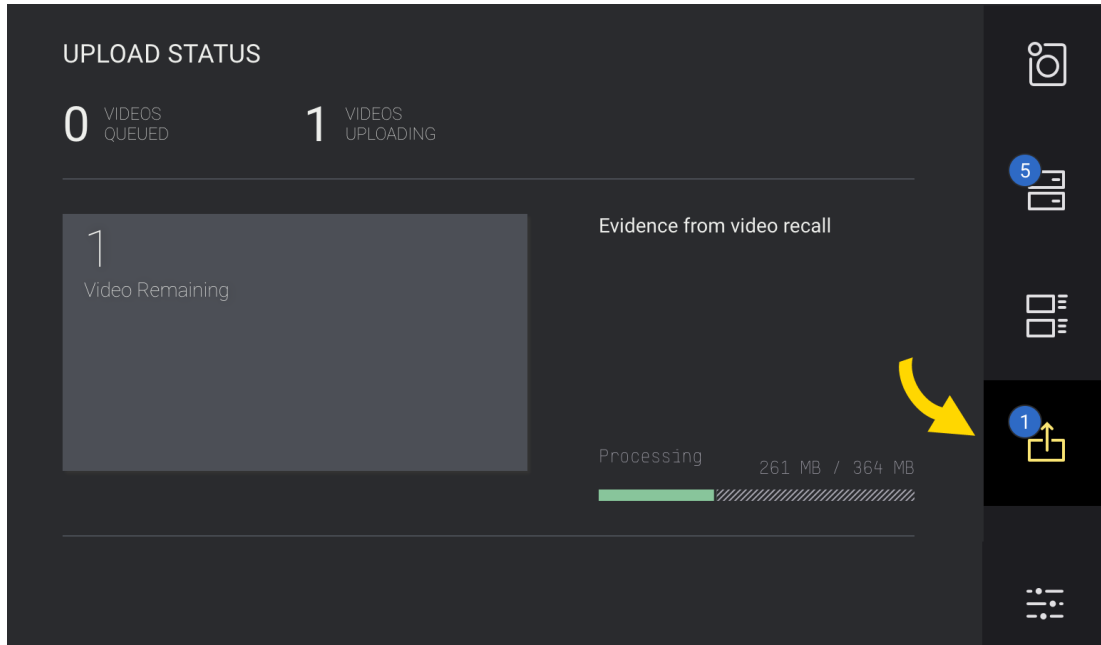 UPLOAD STATUS
0 VIDEOS
QUEUED
1 VIDEOS
UPLOADING
5
1
Video Remaining
Evidence from video recall
1
Processing
261 MB / 364 MB